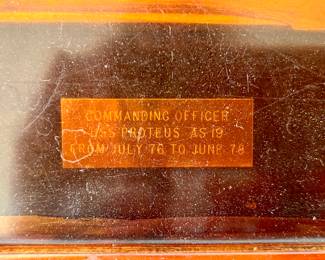 COMMANDING OFFICER
USS PROTEUS AS 19
FROM JULY 76 TO JUNE 78